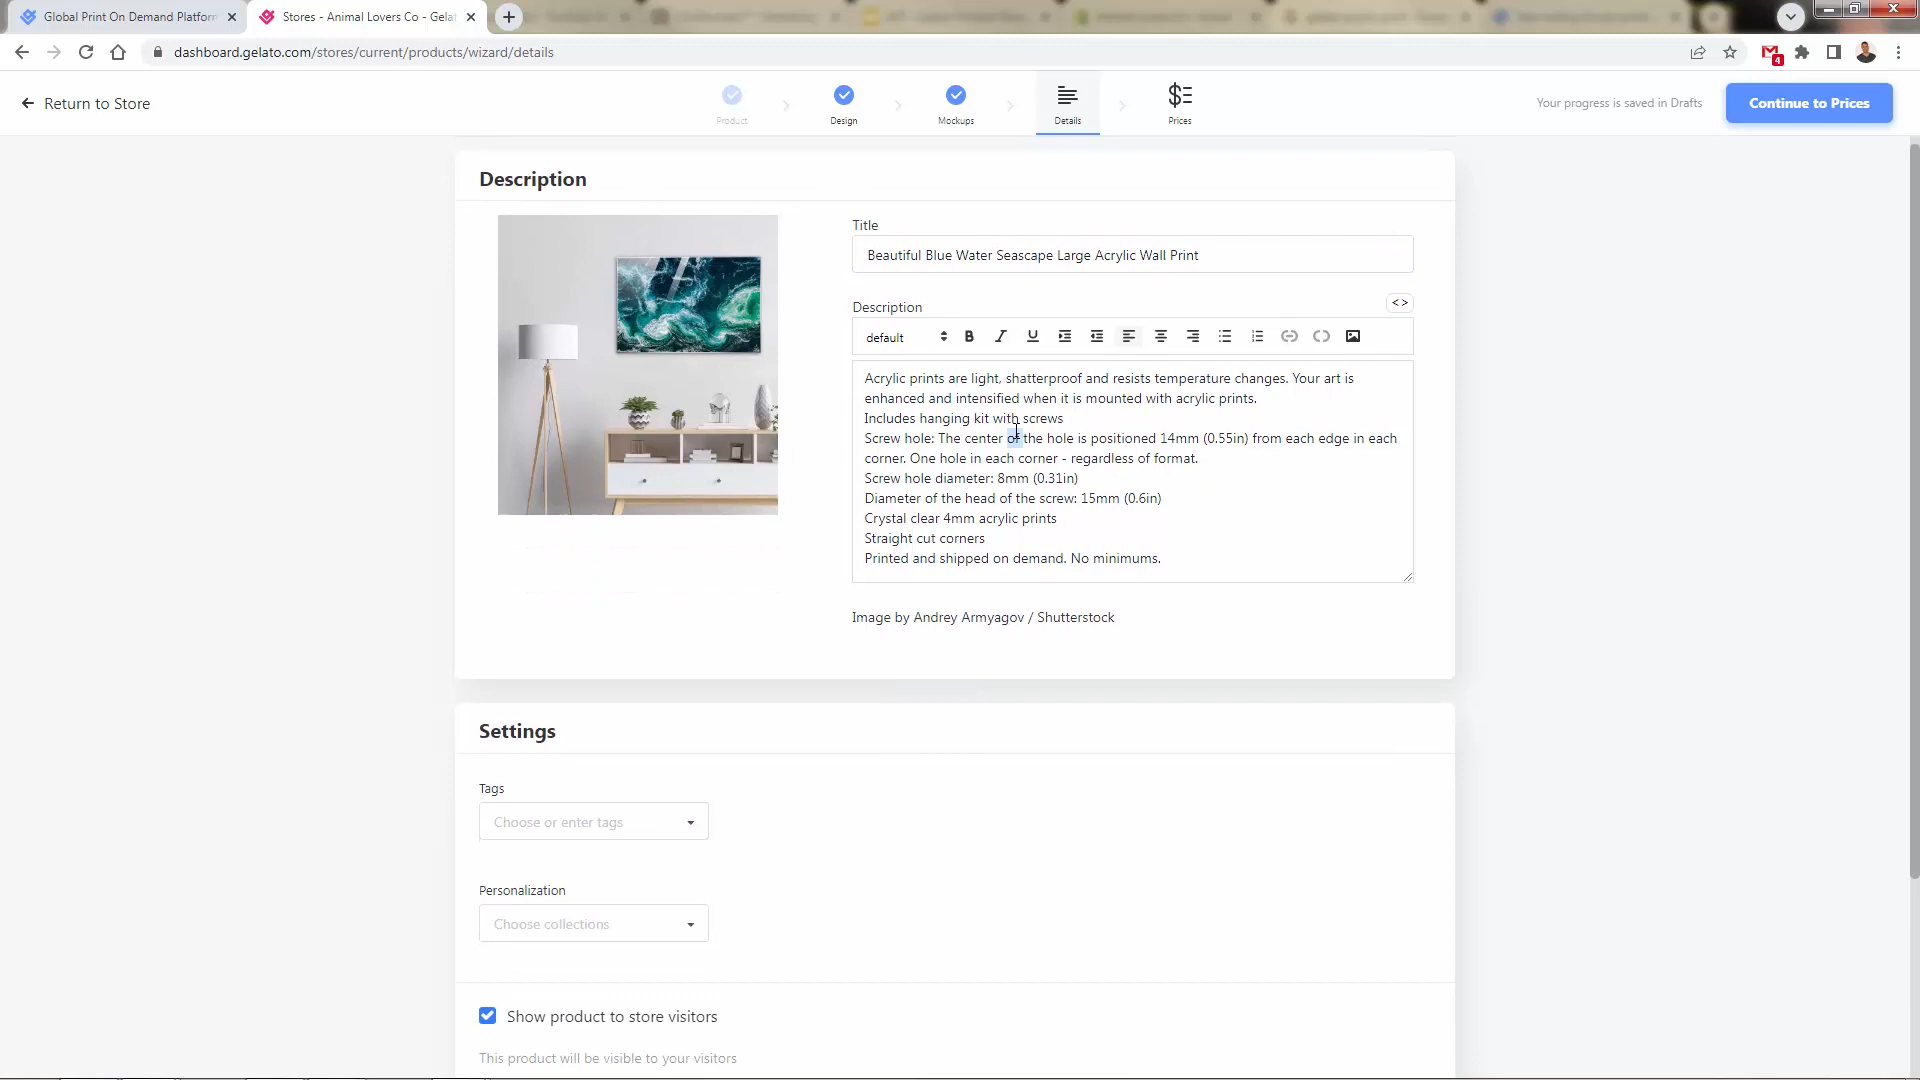 Global Print On Demand Platform
Stores - Animal Lovers Co - Gela
dashboard.gelato.com/stores/current/products/wizard/details
4
Return to Store
Product
Design
Mockups
Details
Prices
Your progress is saved in Drafts
Continue to Prices
Description
Title
Beautiful Blue Water Seascape Large Acrylic Wall Print
Description
<>
default
Acrylic prints are light, shatterproof and resists temperature changes. Your art is
enhanced and intensified when it is mounted with acrylic prints.
Includes hanging kit with screws
Screw hole: The center of the hole is positioned 14mm (0.55in) from each edge in each
corner. One hole in each corner - regardless of format.
Screw hole diameter: 8mm (0.31in)
Diameter of the head of the screw: 15mm (0.6in)
Crystal clear 4mm acrylic prints
Straight cut corners
Printed and shipped on demand. No minimums.
Image by Andrey Armyagov / Shutterstock
Settings
Tags
Choose or enter tags
Personalization
Choose collections
Show product to store visitors
This product will be visible to your visitors